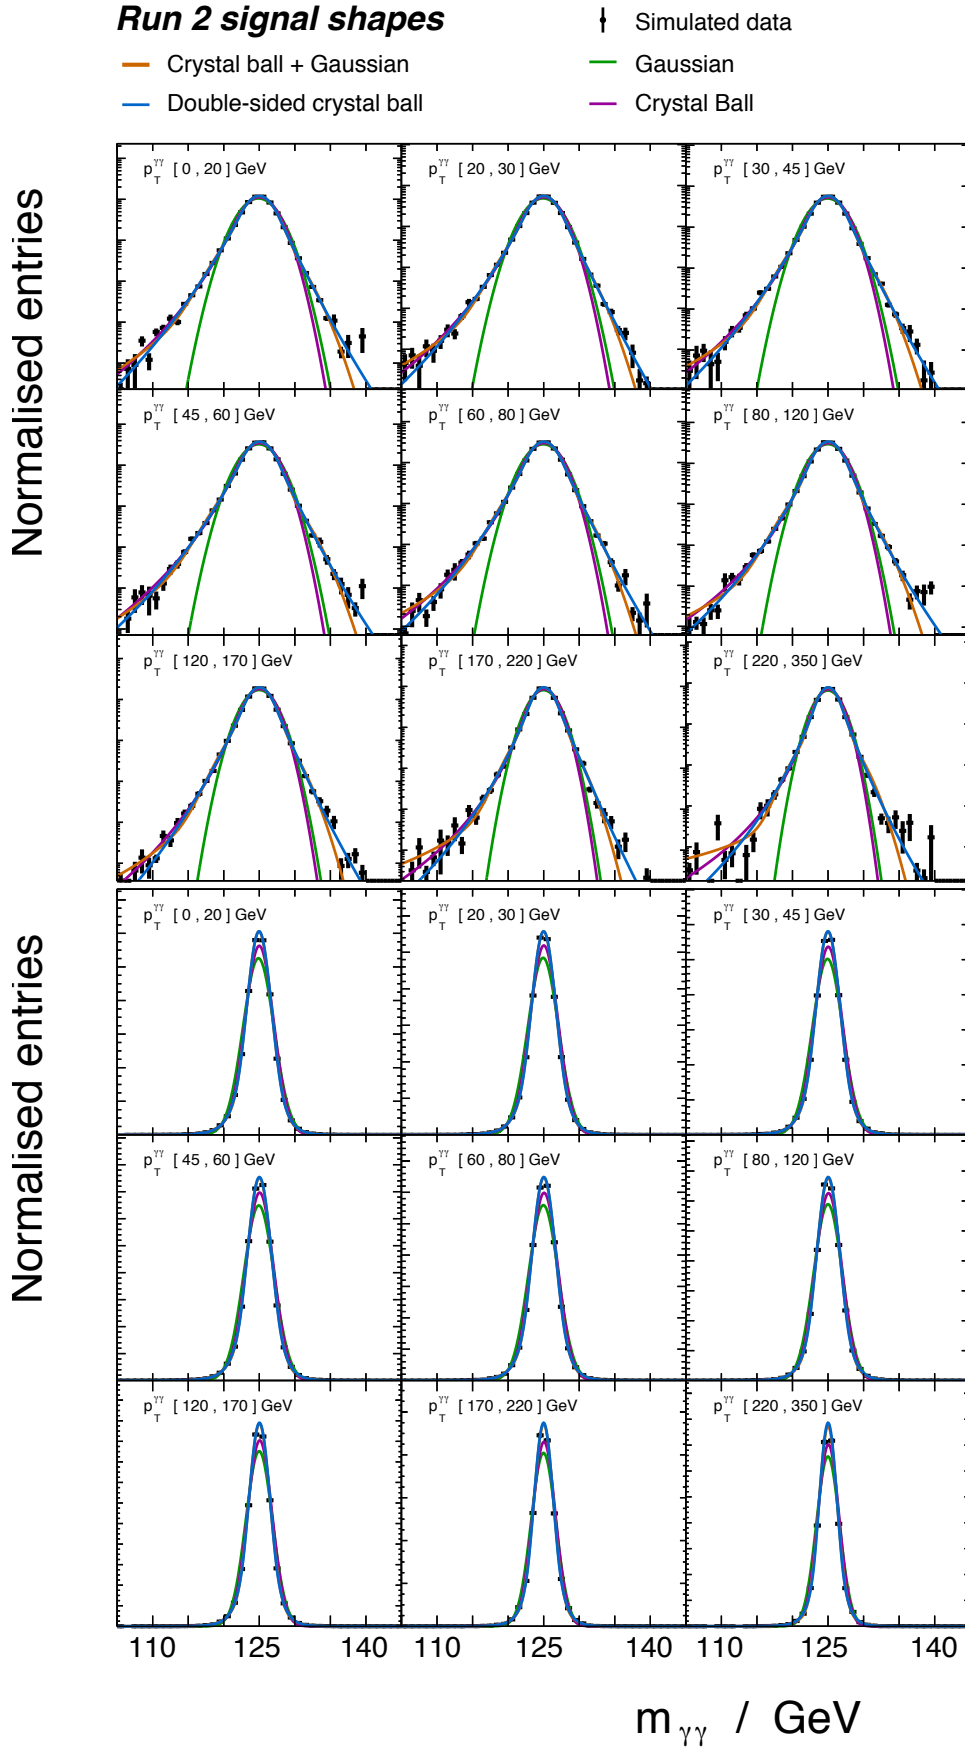 Run 2 signal shapes
Simulated data
Crystal ball + Gaussian
Gaussian
Double-sided crystal ball
Crystal Ball
Normalised entries
p_T^γγ [ 0 , 20 ] GeV
p_T^γγ [ 20 , 30 ] GeV
p_T^γγ [ 30 , 45 ] GeV
p_T^γγ [ 45 , 60 ] GeV
p_T^γγ [ 60 , 80 ] GeV
p_T^γγ [ 80 , 120 ] GeV
p_T^γγ [ 120 , 170 ] GeV
p_T^γγ [ 170 , 220 ] GeV
p_T^γγ [ 220 , 350 ] GeV
Normalised entries
p_T^γγ [ 0 , 20 ] GeV
p_T^γγ [ 20 , 30 ] GeV
p_T^γγ [ 30 , 45 ] GeV
p_T^γγ [ 45 , 60 ] GeV
p_T^γγ [ 60 , 80 ] GeV
p_T^γγ [ 80 , 120 ] GeV
p_T^γγ [ 120 , 170 ] GeV
p_T^γγ [ 170 , 220 ] GeV
p_T^γγ [ 220 , 350 ] GeV
110 125 140 110 125 140 110 125 140
m_γγ / GeV